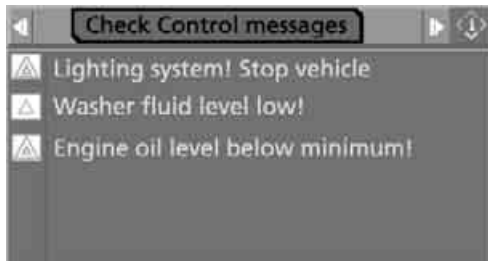 Check Control messages
Lighting system! Stop vehicle
Washer fluid level low!
Engine oil level below minimum!